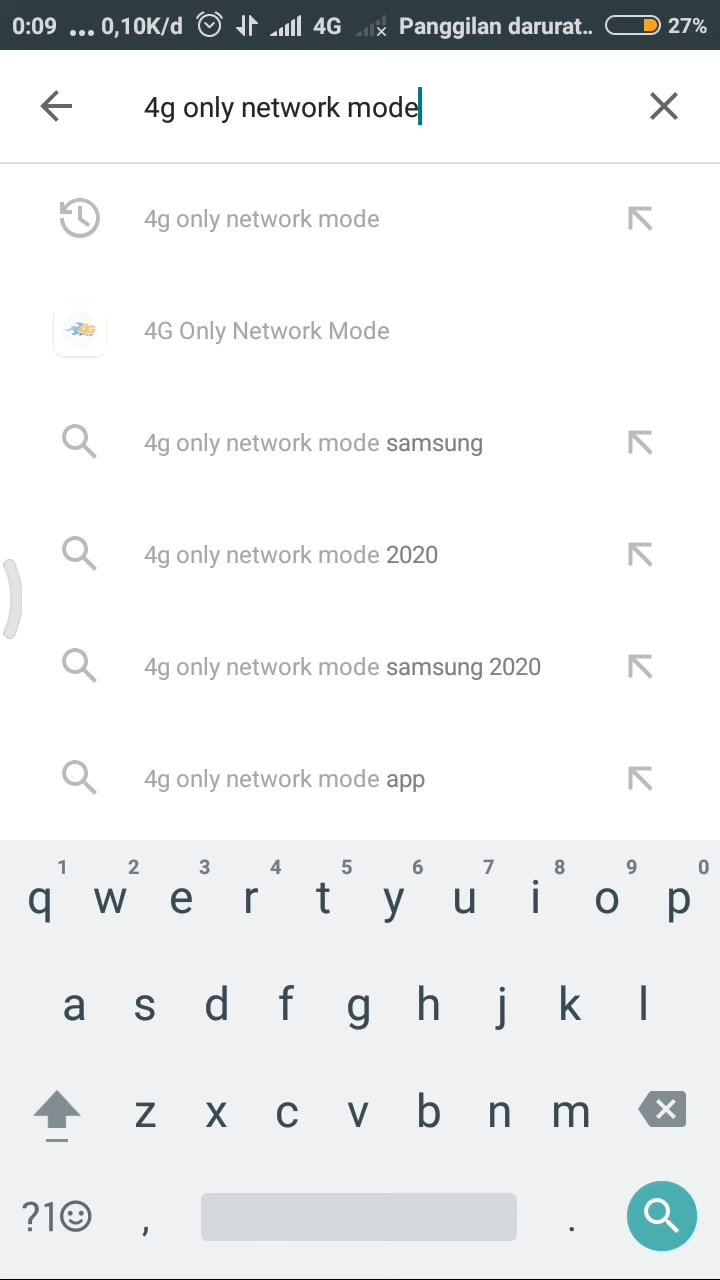 0:09 ... 0,10K/d 4G Panggilan darurat.. 27%
4g only network mode
4g only network mode
4G Only Network Mode
4g only network mode samsung
4g only network mode 2020
4g only network mode samsung 2020
4g only network mode app
1 2 3 4 5 6 7 8 9 0
q w e r t y u i o p
a s d f g h j k l
z x c v b n m
?1☺ , .